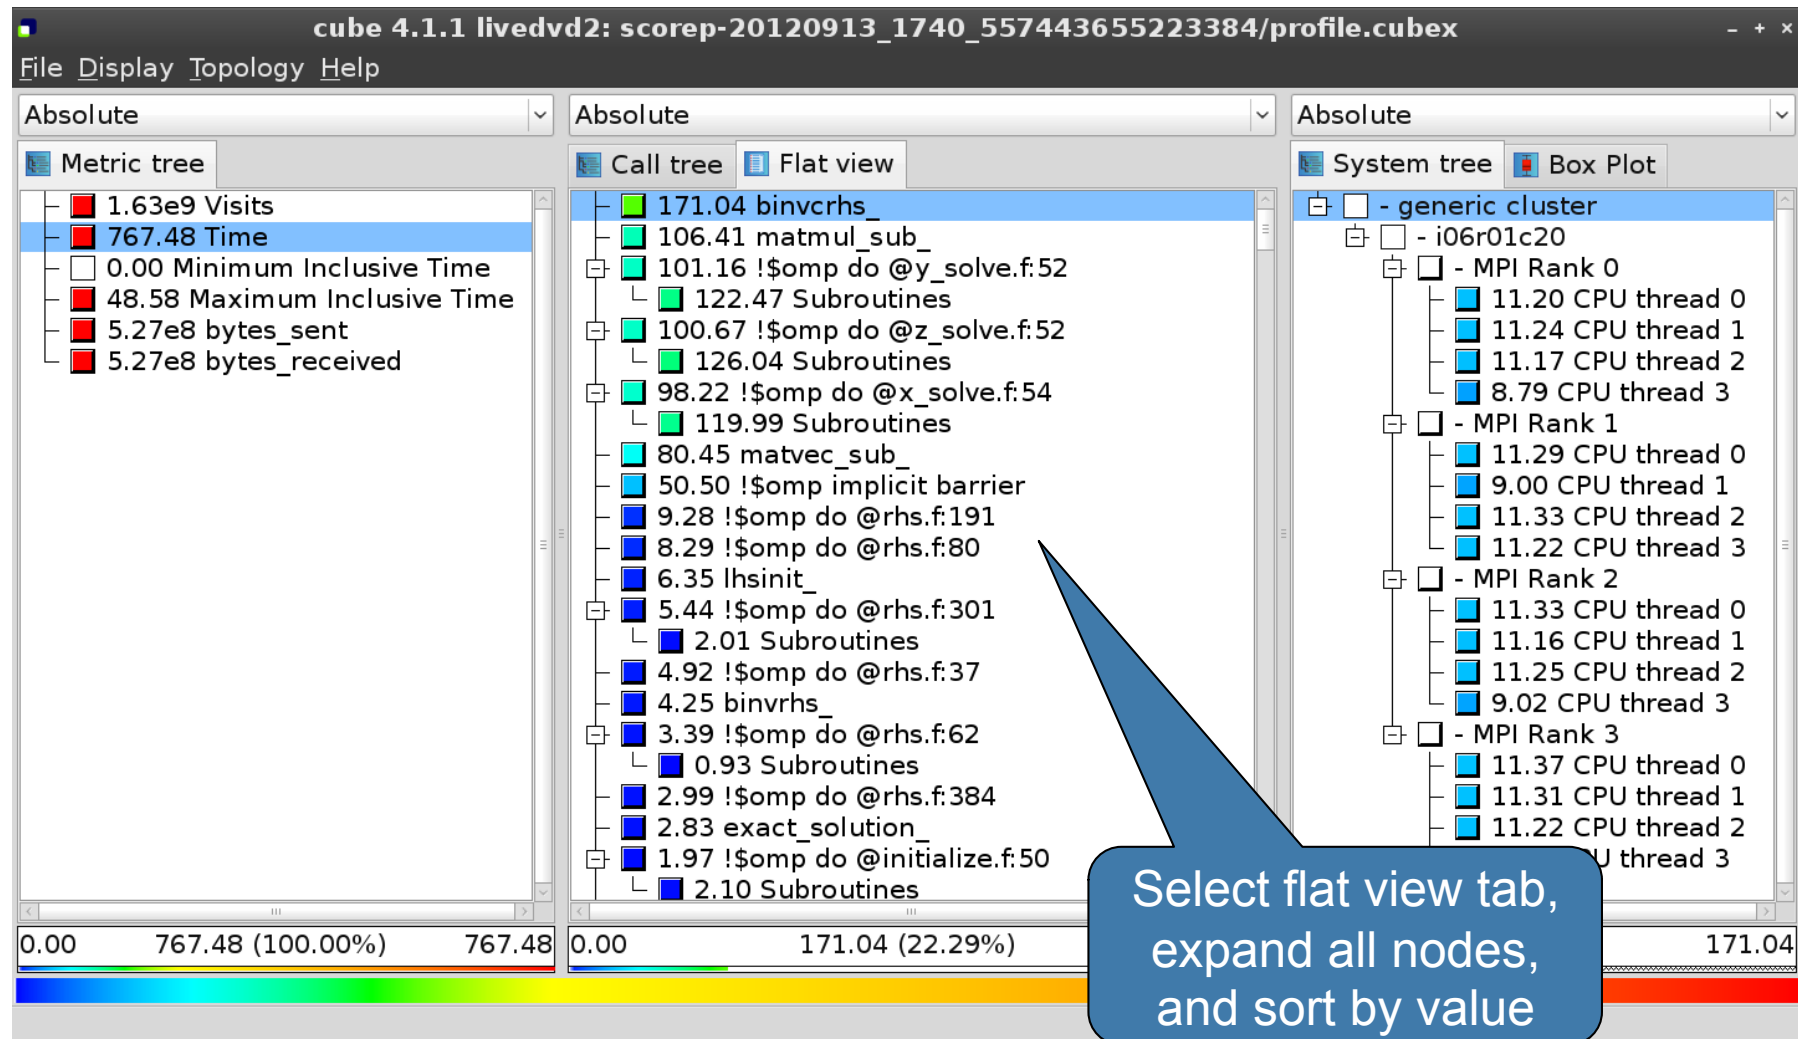 cube 4.1.1 livedvd2: scorep-20120913_1740_557443655223384/profile.cubex
File Display Topology Help
Absolute
Metric tree
1.63e9 Visits
767.48 Time
0.00 Minimum Inclusive Time
48.58 Maximum Inclusive Time
5.27e8 bytes_sent
5.27e8 bytes_received
0.00 767.48 (100.00%) 767.48
Absolute
Call tree Flat view
171.04 binvcrhs_
106.41 matmul_sub_
101.16 !$omp do @y_solve.f:52
122.47 Subroutines
100.67 !$omp do @z_solve.f:52
126.04 Subroutines
98.22 !$omp do @x_solve.f:54
119.99 Subroutines
80.45 matvec_sub_
50.50 !$omp implicit barrier
9.28 !$omp do @rhs.f:191
8.29 !$omp do @rhs.f:80
6.35 lhsinit_
5.44 !$omp do @rhs.f:301
2.01 Subroutines
4.92 !$omp do @rhs.f:37
4.25 binvrhs_
3.39 !$omp do @rhs.f:62
0.93 Subroutines
2.99 !$omp do @rhs.f:384
2.83 exact_solution_
1.97 !$omp do @initialize.f:50
2.10 Subroutines
0.00 171.04 (22.29%)
Absolute
System tree Box Plot
- generic cluster
- i06r01c20
- MPI Rank 0
11.20 CPU thread 0
11.24 CPU thread 1
11.17 CPU thread 2
8.79 CPU thread 3
- MPI Rank 1
11.29 CPU thread 0
9.00 CPU thread 1
11.33 CPU thread 2
11.22 CPU thread 3
- MPI Rank 2
11.33 CPU thread 0
11.16 CPU thread 1
11.25 CPU thread 2
9.02 CPU thread 3
- MPI Rank 3
11.37 CPU thread 0
11.31 CPU thread 1
11.22 CPU thread 2
thread 3
171.04
Select flat view tab,
expand all nodes,
and sort by value